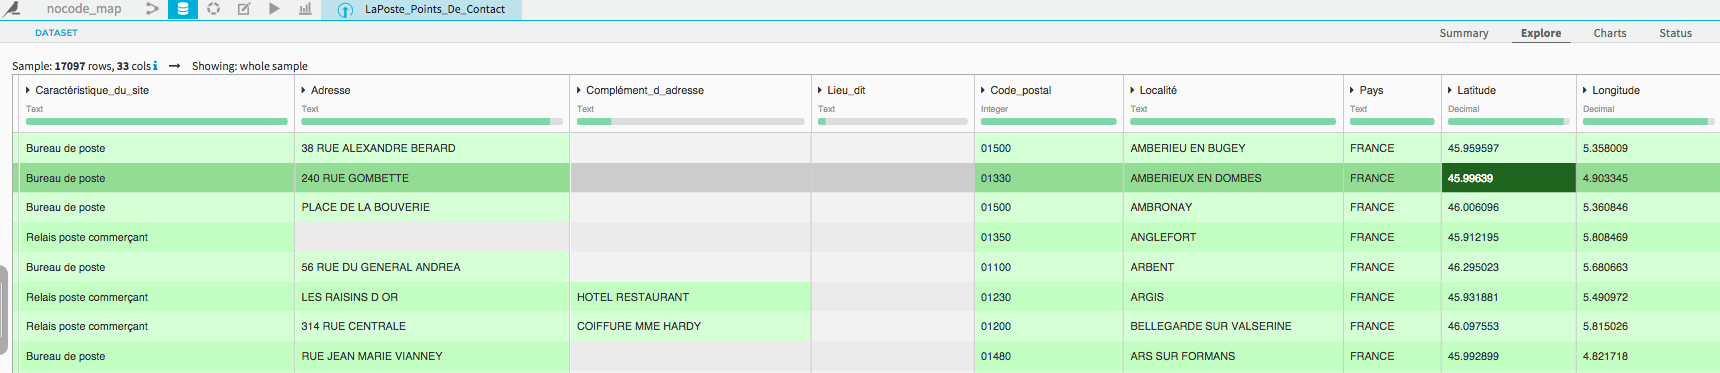 nocode_map LaPoste_Points_De_Contact
DATASET Summary Explore Charts Status
Sample: 17097 rows, 33 cols i → Showing: whole sample
Caractéristique_du_site Adresse Complément_d_adresse Lieu_dit Code_postal Localité Pays Latitude Longitude
Text Text Text Text Integer Text Text Decimal Decimal
Bureau de poste 38 RUE ALEXANDRE BERARD 01500 AMBERIEU EN BUGEY FRANCE 45.959597 5.358009
Bureau de poste 240 RUE GOMBETTE 01330 AMBERIEUX EN DOMBES FRANCE 45.99639 4.903345
Bureau de poste PLACE DE LA BOUVERIE 01500 AMBRONAY FRANCE 46.006096 5.360846
Relais poste commerçant 01350 ANGLEFORT FRANCE 45.912195 5.808469
Bureau de poste 56 RUE DU GENERAL ANDREA 01100 ARBENT FRANCE 46.295023 5.680663
Relais poste commerçant LES RAISINS D OR HOTEL RESTAURANT 01230 ARGIS FRANCE 45.931881 5.490972
Relais poste commerçant 314 RUE CENTRALE COIFFURE MME HARDY 01200 BELLEGARDE SUR VALSERINE FRANCE 46.097553 5.815026
Bureau de poste RUE JEAN MARIE VIANNEY 01480 ARS SUR FORMANS FRANCE 45.992899 4.821718